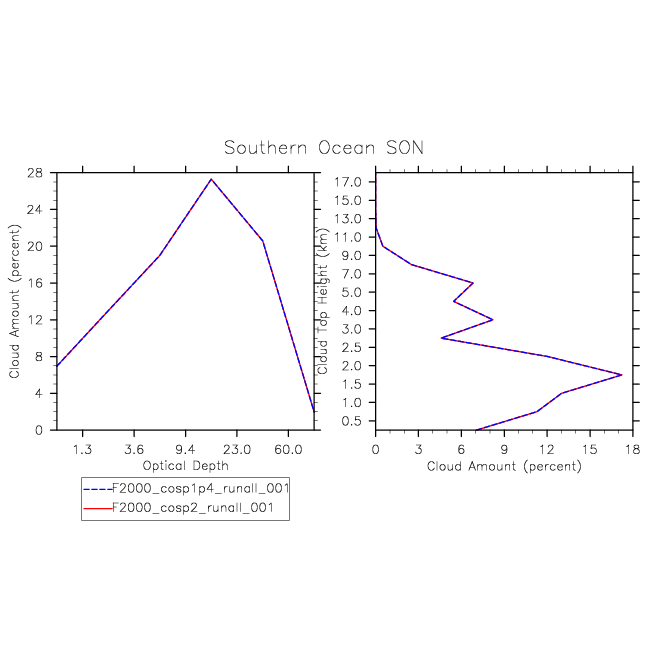 Southern Ocean SON
Cloud Amount (percent)
28
24
20
16
12
8
4
0
1.3 3.6 9.4 23.0 60.0
Optical Depth
Cloud Top Height (km)
17.0
15.0
13.0
11.0
9.0
7.0
5.0
4.0
3.0
2.5
2.0
1.5
1.0
0.5
0 3 6 9 12 15 18
Cloud Amount (percent)
F2000_cosp1p4_runall_001
F2000_cosp2_runall_001